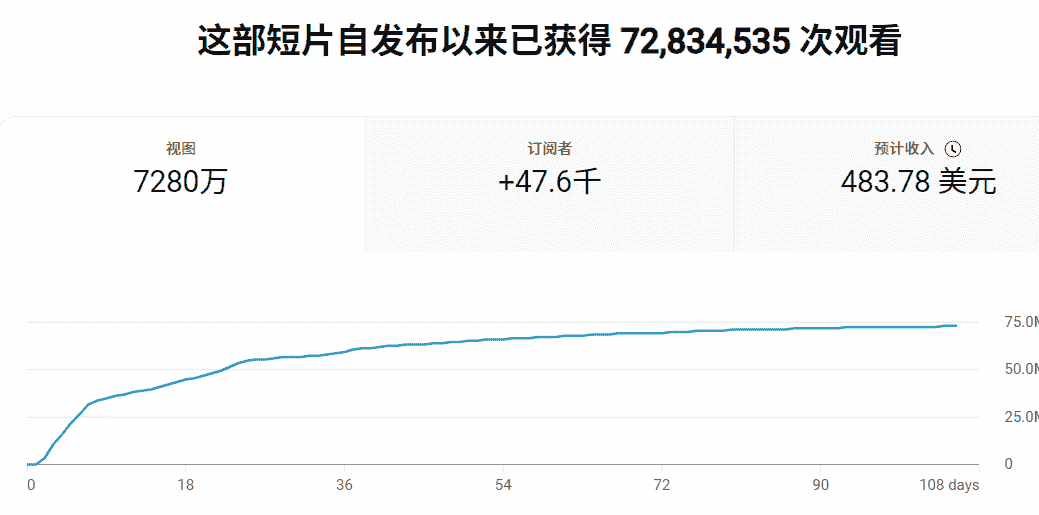 这部短片自发布以来已获得 72,834,535 次观看
视图
7280万
订阅者
+47.6千
预计收入
483.78 美元
75.0M
50.0M
25.0M
0
0 18 36 54 72 90 108 days